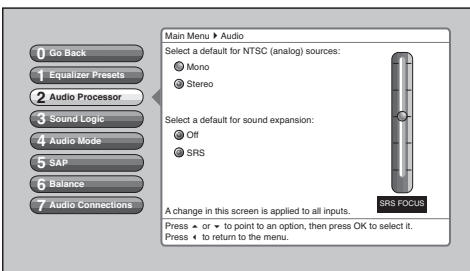 0 Go Back
1 Equalizer Presets
2 Audio Processor
3 Sound Logic
4 Audio Mode
5 SAP
6 Balance
7 Audio Connections
Main Menu ▶ Audio
Select a default for NTSC (analog) sources:
Mono
Stereo
Select a default for sound expansion:
Off
SRS
SRS FOCUS
A change in this screen is applied to all inputs.
Press ▲ or ▼ to point to an option, then press OK to select it.
Press ◀ to return to the menu.